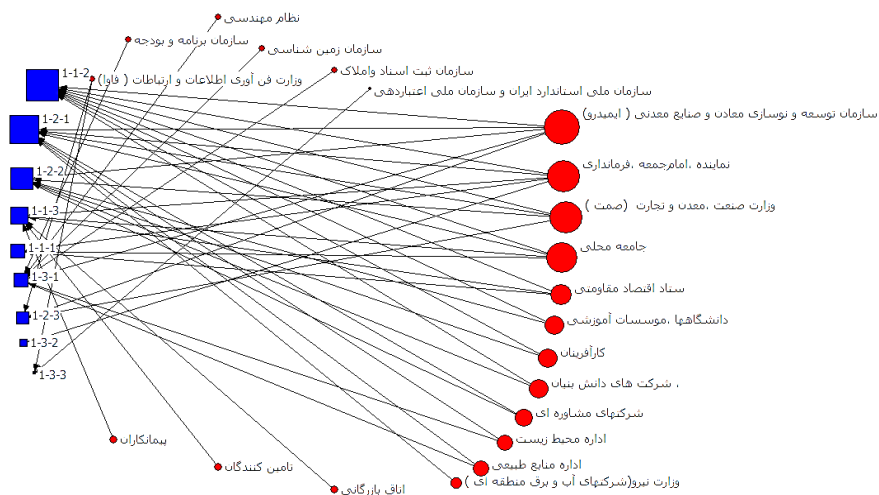 نظام مهندسی
سازمان برنامه و بودجه
سازمان زمین شناسی
1-1-2
سازمان ثبت اسناد واملاک
وزارت فن آوری اطلاعات و ارتباطات ( فاوا)
سازمان ملی استاندارد ایران و سازمان ملی اعتباردهی
سازمان توسعه و نوسازی معادن و صنایع معدنی ( ایمیدرو)
1-2-1
نماینده ،امام‌جمعه ،فرمانداری
1-2-2
وزارت صنعت ،معدن و تجارت (صمت )
1-1-3
جامعه محلی
1-1-1
1-3-1
ستاد اقتصاد مقاومتی
1-2-3
دانشگاهها ،موسسات آموزشی
1-3-2
کارآفرینان
1-3-3
، شرکت های دانش بنیان
شرکتهای مشاوره ای
پیمانکاران
اداره محیط زیست
تامین کنندگان
اداره منابع طبیعی
وزارت نیرو(شرکتهای آب و برق منطقه ای )
اتاق بازرگانی